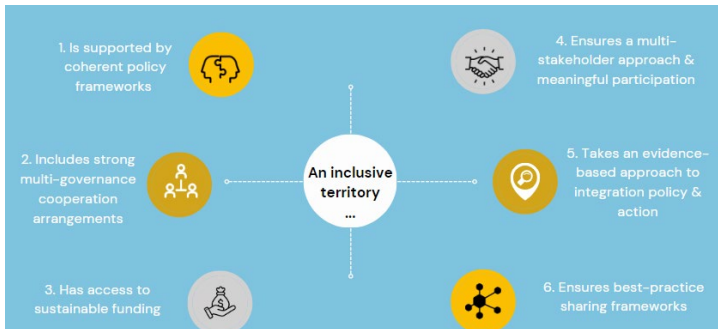 1. Is supported by
coherent policy
frameworks
2. Includes strong
multi-governance
cooperation
arrangements
3. Has access to
sustainable funding
An inclusive
territory
...
4. Ensures a multi-
stakeholder approach &
meaningful participation
5. Takes an evidence-
based approach to
integration policy &
action
6. Ensures best-practice
sharing frameworks